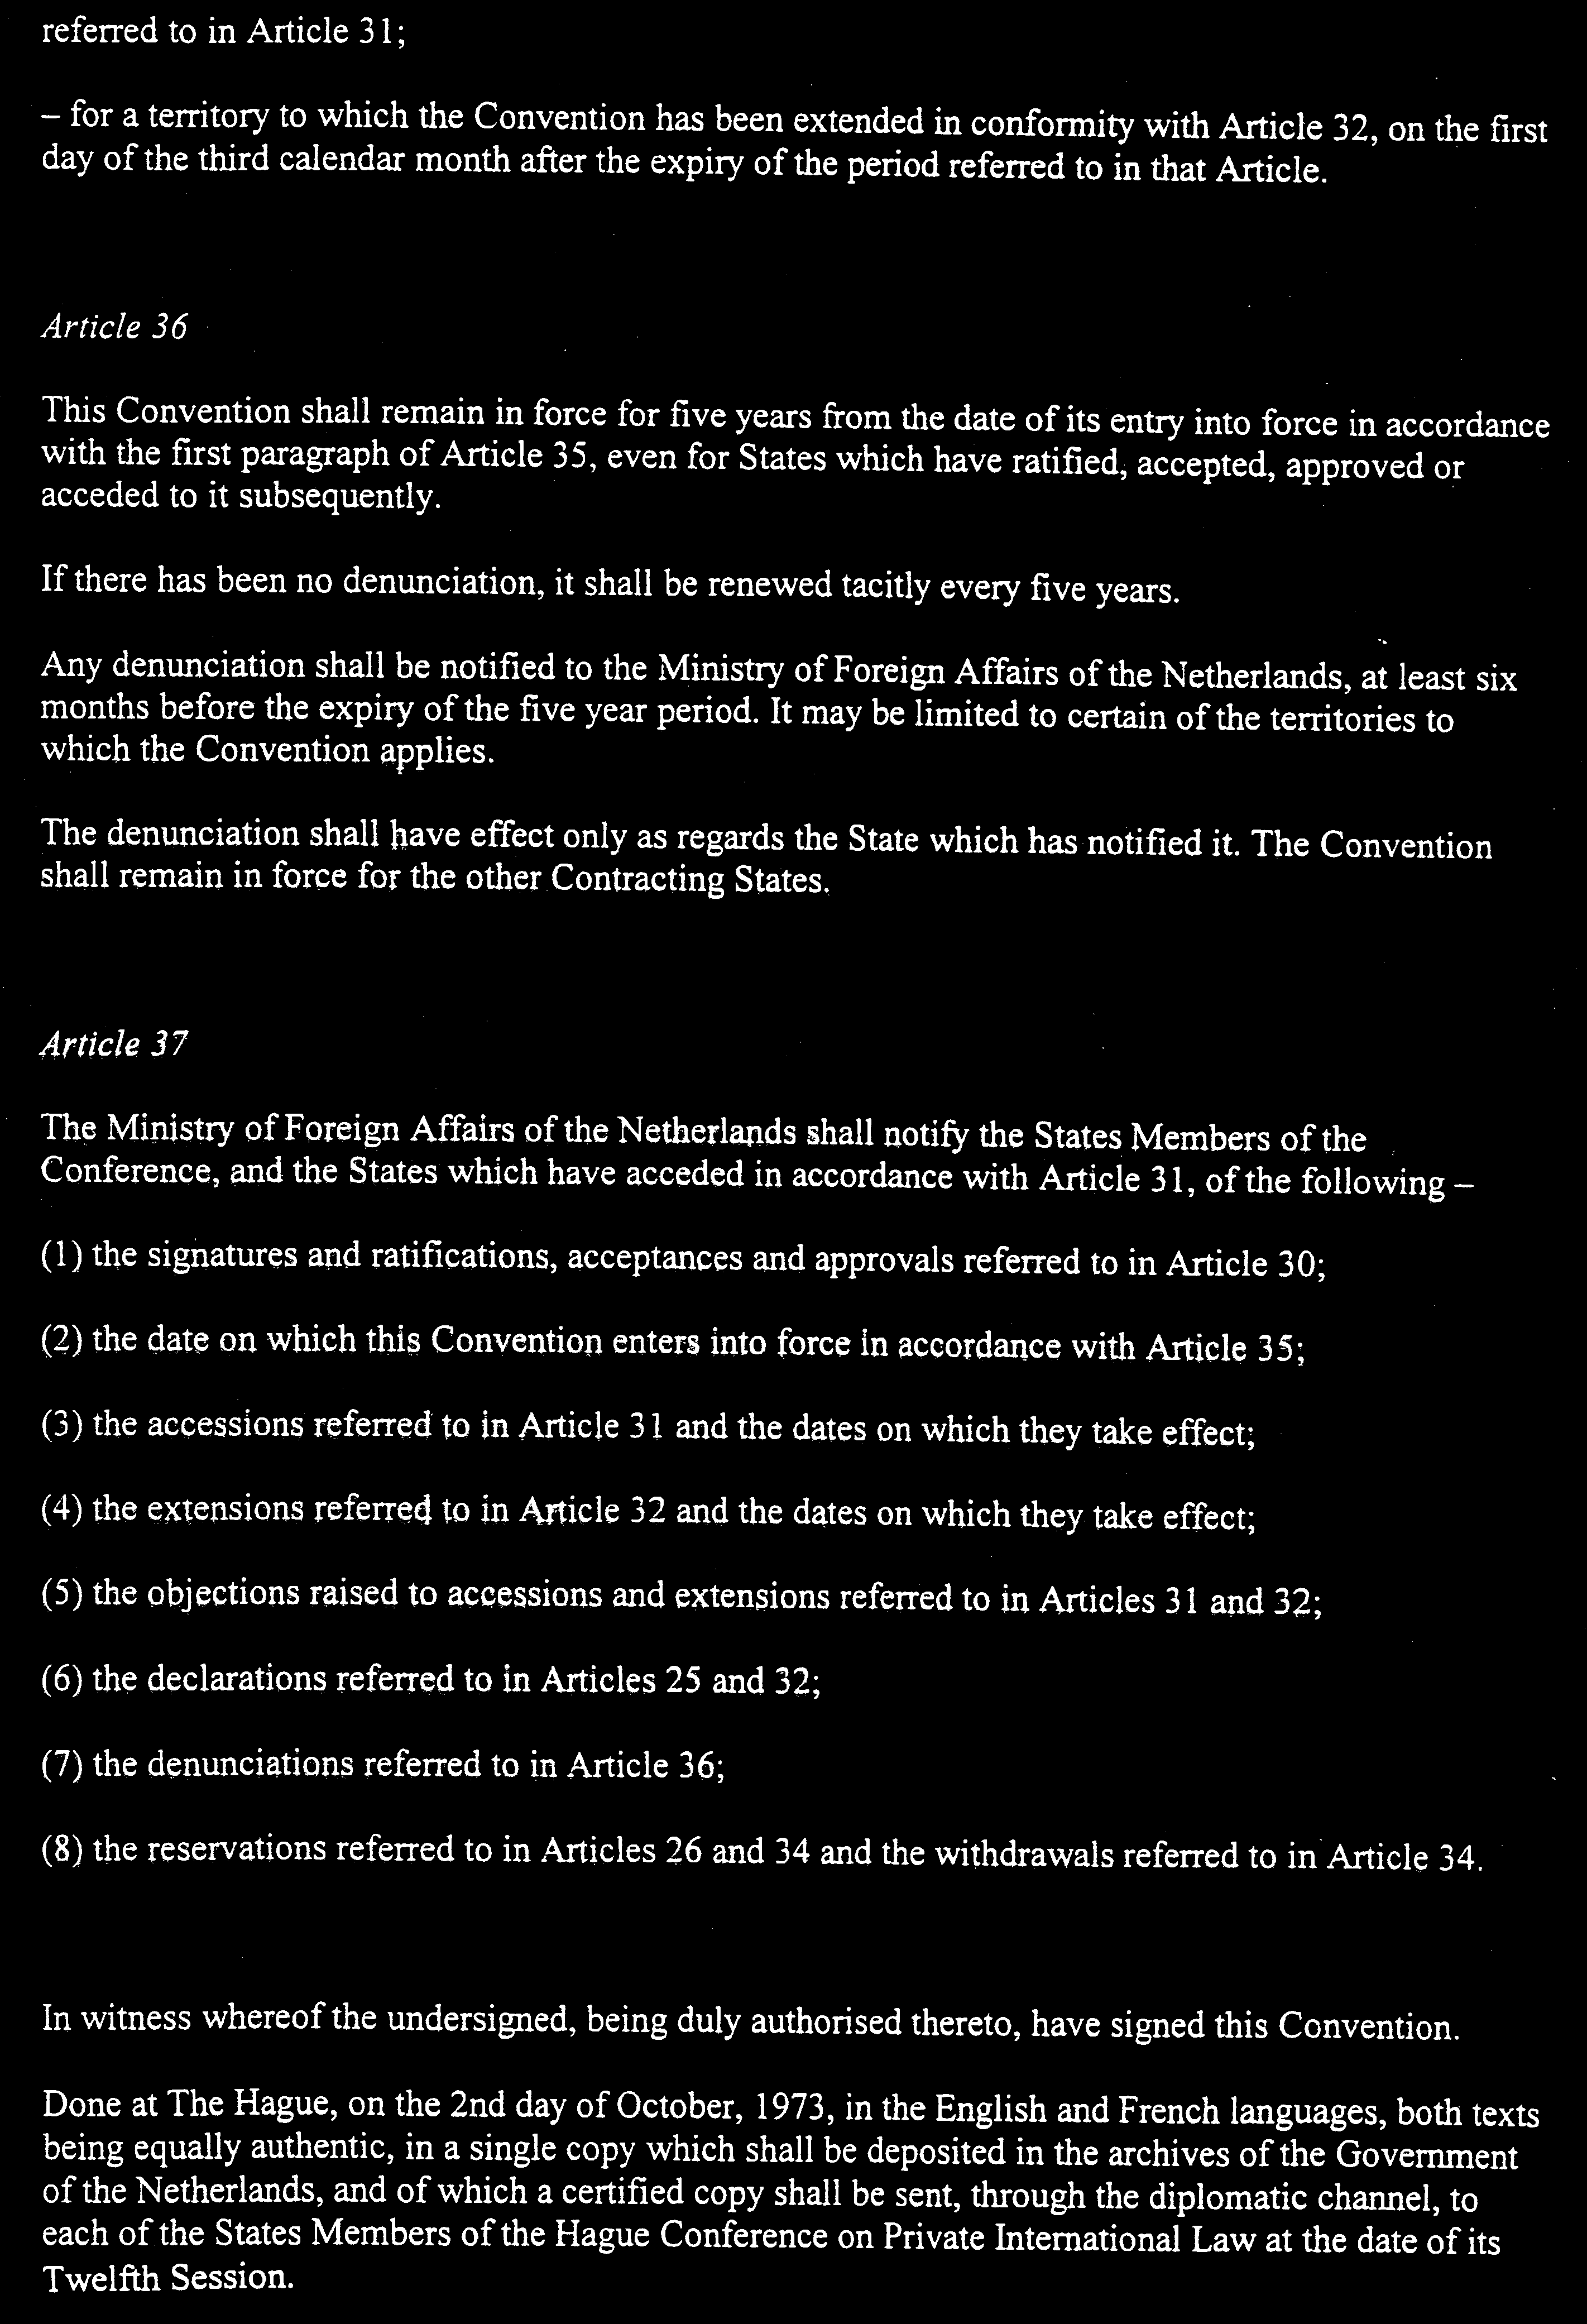 referred to in Article 31;
– for a territory to which the Convention has been extended in conformity with Article 32, on the first
day of the third calendar month after the expiry of the period referred to in that Article.
Article 36
This Convention shall remain in force for five years from the date of its entry into force in accordance
with the first paragraph of Article 35, even for States which have ratified, accepted, approved or
acceded to it subsequently.
If there has been no denunciation, it shall be renewed tacitly every five years.
Any denunciation shall be notified to the Ministry of Foreign Affairs of the Netherlands, at least six
months before the expiry of the five year period. It may be limited to certain of the territories to
which the Convention applies.
The denunciation shall have effect only as regards the State which has notified it. The Convention
shall remain in force for the other Contracting States.
Article 37
The Ministry of Foreign Affairs of the Netherlands shall notify the States Members of the
Conference, and the States which have acceded in accordance with Article 31, of the following –
(1) the signatures and ratifications, acceptances and approvals referred to in Article 30;
(2) the date on which this Convention enters into force in accordance with Article 35;
(3) the accessions referred to in Article 31 and the dates on which they take effect;
(4) the extensions referred to in Article 32 and the dates on which they take effect;
(5) the objections raised to accessions and extensions referred to in Articles 31 and 32;
(6) the declarations referred to in Articles 25 and 32;
(7) the denunciations referred to in Article 36;
(8) the reservations referred to in Articles 26 and 34 and the withdrawals referred to in Article 34.
In witness whereof the undersigned, being duly authorised thereto, have signed this Convention.
Done at The Hague, on the 2nd day of October, 1973, in the English and French languages, both texts
being equally authentic, in a single copy which shall be deposited in the archives of the Government
of the Netherlands, and of which a certified copy shall be sent, through the diplomatic channel, to
each of the States Members of the Hague Conference on Private International Law at the date of its
Twelfth Session.